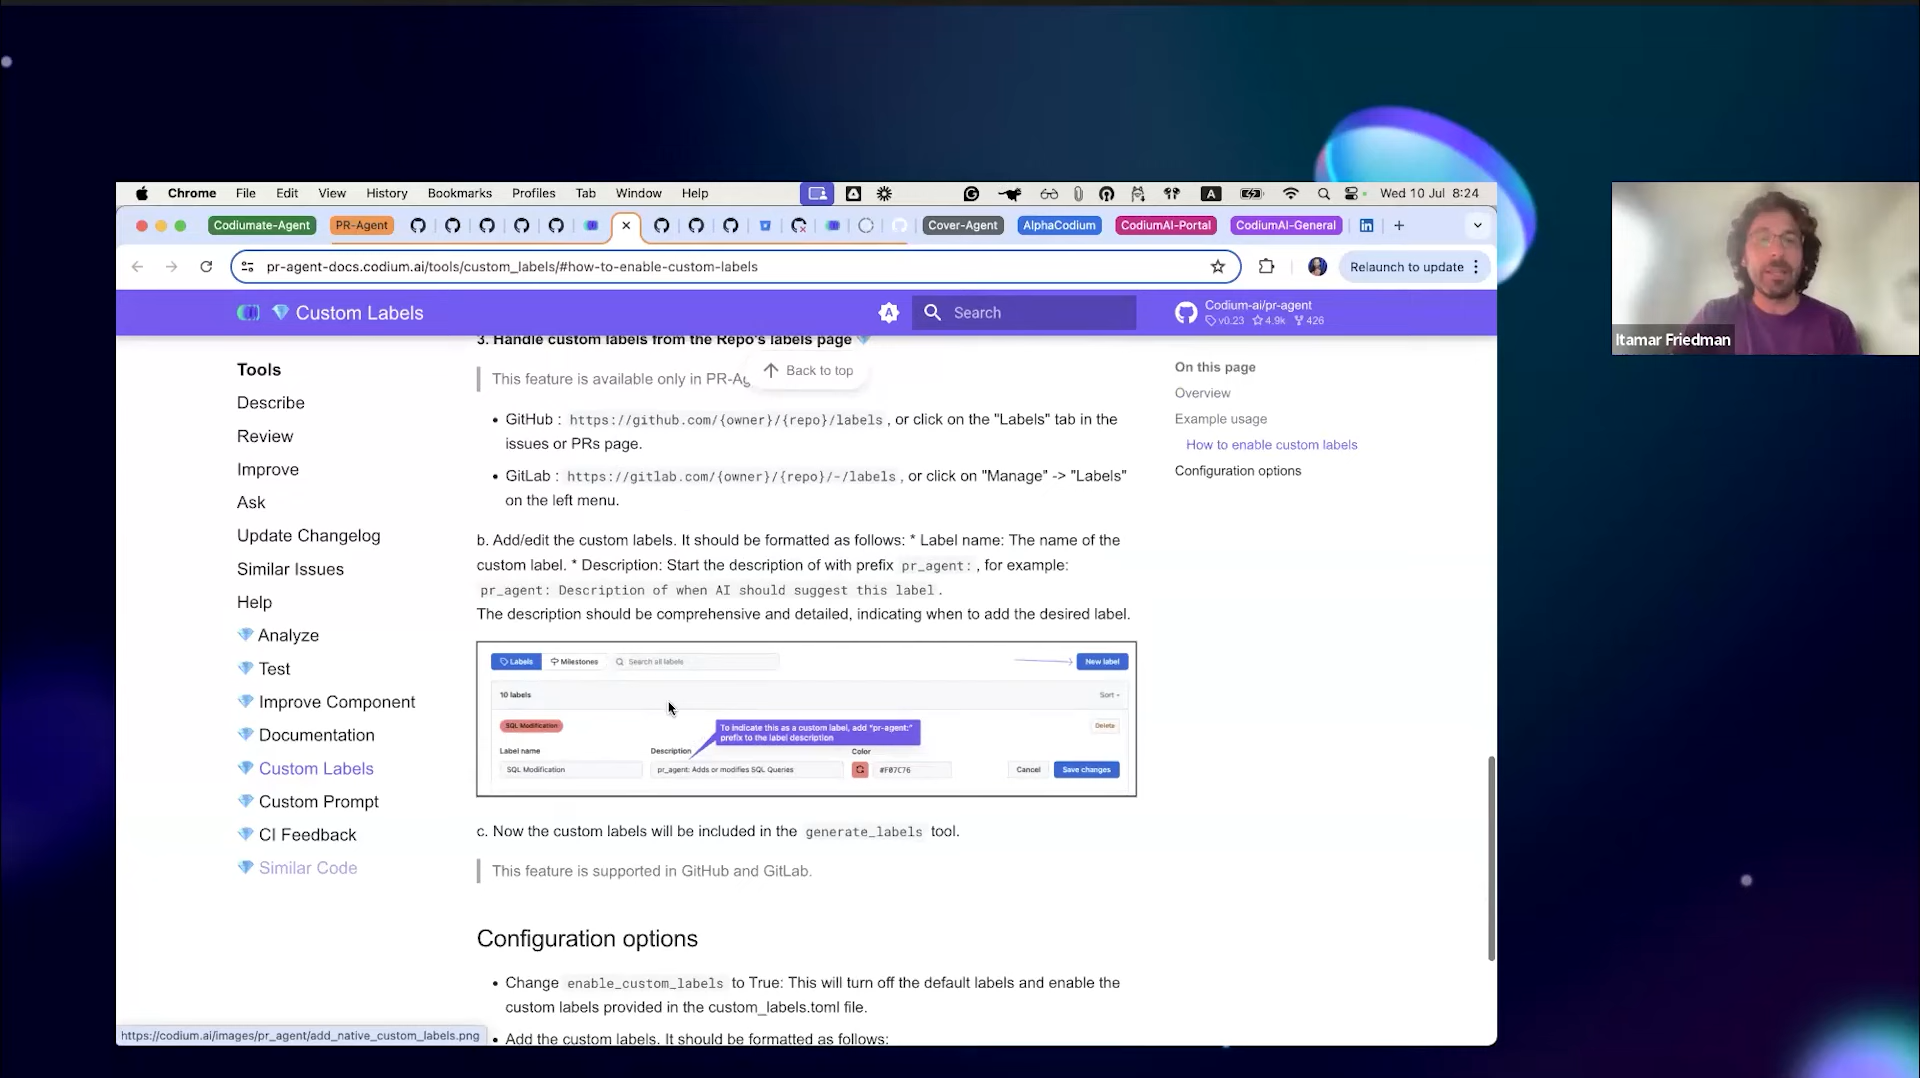 Chrome File Edit View History Bookmarks Profiles Tab Window Help A Wed 10 Jul 8:24
Codiumate-Agent PR-Agent Cover-Agent AlphaCodium CodiumAI-Portal CodiumAI-General
pr-agent-docs.codium.ai/tools/custom_labels/#how-to-enable-custom-labels
Relaunch to update
Custom Labels
Search
Codium-ai/pr-agent
v0.23 4.9k 426
Itamar Friedman
Tools
Describe
Review
Improve
Ask
Update Changelog
Similar Issues
Help
Analyze
Test
Improve Component
Documentation
Custom Labels
Custom Prompt
CI Feedback
Similar Code
3. Handle custom labels from the Repo's labels page
Back to top
This feature is available only in PR-Ag
• GitHub : https://github.com/{owner}/{repo}/labels , or click on the "Labels" tab in the
issues or PRs page.
• GitLab : https://gitlab.com/{owner}/{repo}/-/labels , or click on "Manage" -> "Labels"
on the left menu.
b. Add/edit the custom labels. It should be formatted as follows: * Label name: The name of the
custom label. * Description: Start the description of with prefix pr_agent: , for example:
pr_agent: Description of when AI should suggest this label .
The description should be comprehensive and detailed, indicating when to add the desired label.
Labels Milestones Search all labels New label
10 labels Sort
SQL Modification Delete
To indicate this as a custom label, add "pr-agent:"
prefix to the label description
Label name Description Color
SQL Modification pr_agent: Adds or modifies SQL Queries #F07C76 Cancel Save changes
c. Now the custom labels will be included in the generate_labels tool.
This feature is supported in GitHub and GitLab.
Configuration options
• Change enable_custom_labels to True: This will turn off the default labels and enable the
custom labels provided in the custom_labels.toml file.
• Add the custom labels. It should be formatted as follows:
On this page
Overview
Example usage
How to enable custom labels
Configuration options
https://codium.ai/images/pr_agent/add_native_custom_labels.png